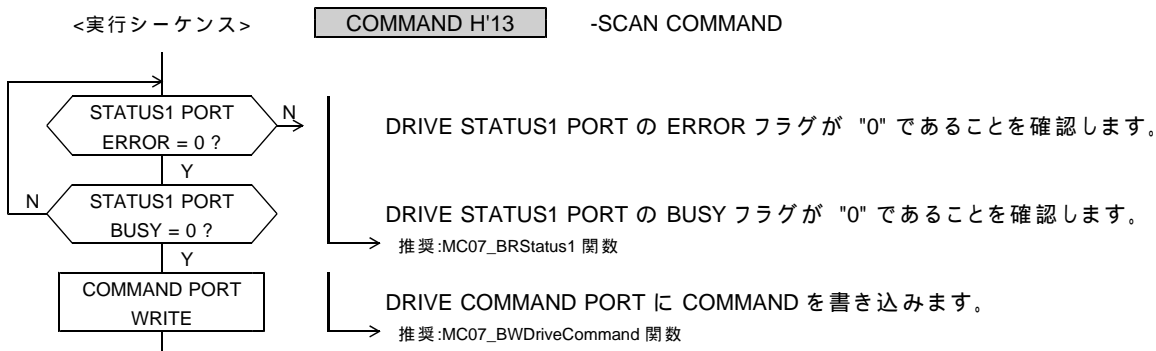 <実行シーケンス> COMMAND H'13 -SCAN COMMAND
STATUS1 PORT
ERROR = 0 ?
N
DRIVE STATUS1 PORT の ERROR フラグが "0" であることを確認します。
Y
N
STATUS1 PORT
BUSY = 0 ?
DRIVE STATUS1 PORT の BUSY フラグが "0" であることを確認します。
推奨:MC07_BRStatus1 関数
Y
COMMAND PORT
WRITE
DRIVE COMMAND PORT に COMMAND を書き込みます。
推奨:MC07_BWDriveCommand 関数